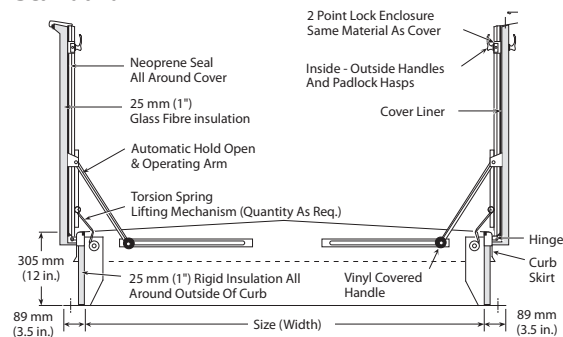 2 Point Lock Enclosure
Same Material As Cover
Neoprene Seal
All Around Cover
Inside - Outside Handles
And Padlock Hasps
25 mm (1")
Glass Fibre insulation
Cover Liner
Automatic Hold Open
& Operating Arm
Torsion Spring
Lifting Mechanism (Quantity As Req.)
Hinge
305 mm
(12 in.)
25 mm (1") Rigid Insulation All
Around Outside Of Curb
Vinyl Covered
Handle
Curb
Skirt
89 mm
(3.5 in.)
Size (Width)
89 mm
(3.5 in.)